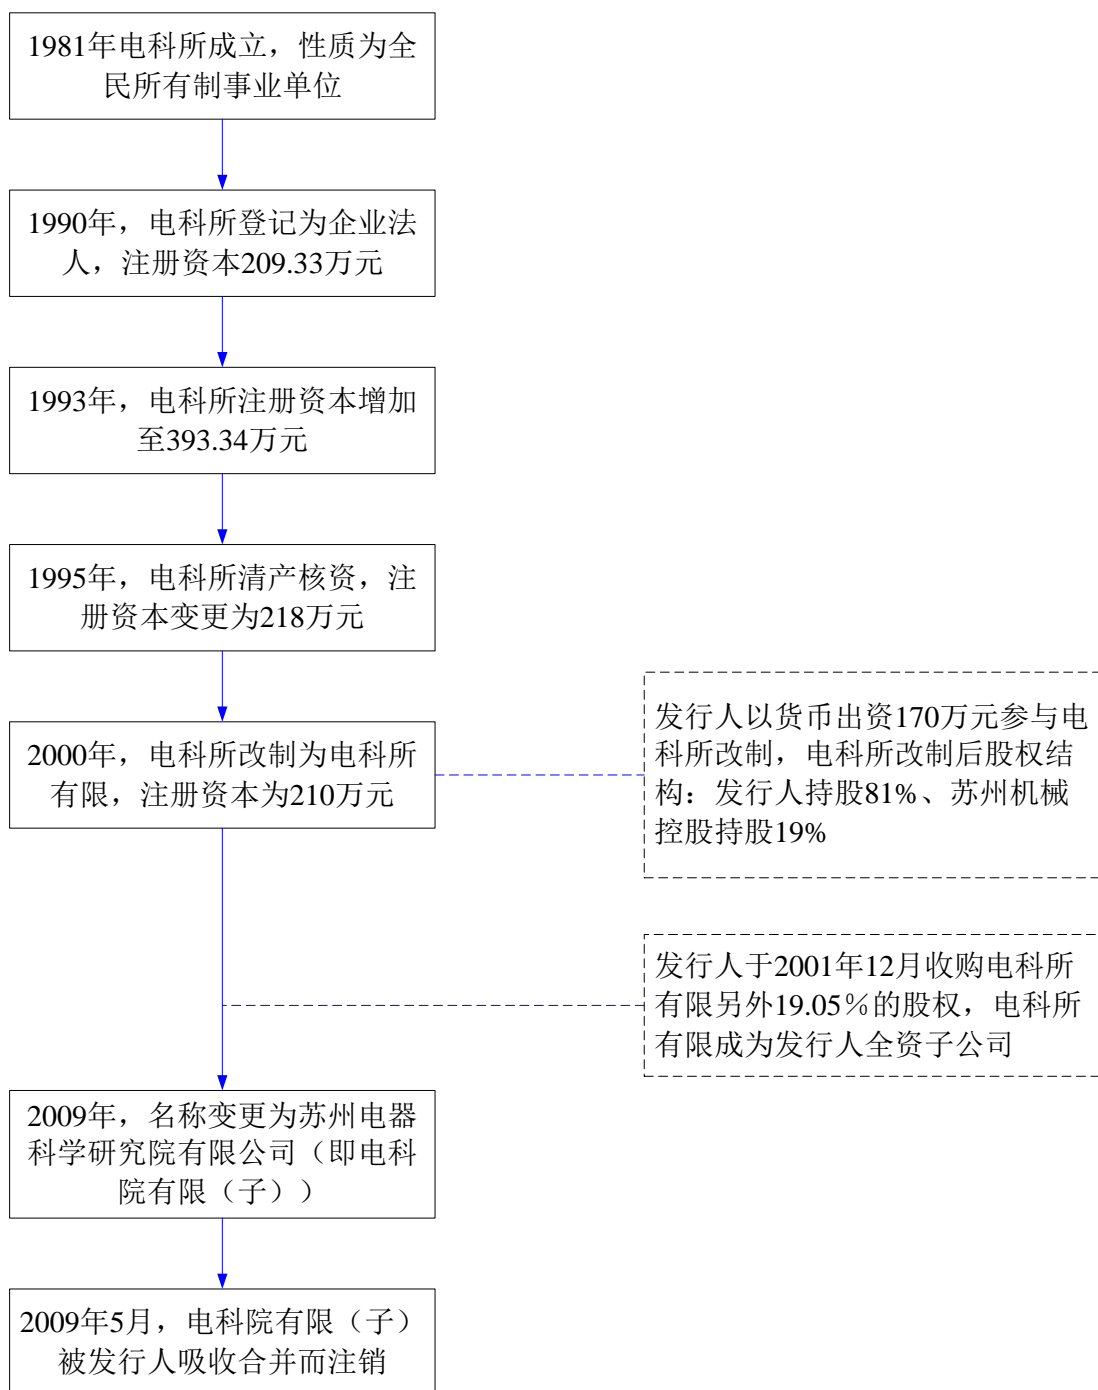 1981年电科所成立，性质为全
民所有制事业单位
1990年，电科所登记为企业法
人，注册资本209.33万元
1993年，电科所注册资本增加
至393.34万元
1995年，电科所清产核资，注
册资本变更为218万元
2000年，电科所改制为电科所
有限，注册资本为210万元
发行人以货币出资170万元参与电
科所改制，电科所改制后股权结
构：发行人持股81%、苏州机械
控股持股19%
发行人于2001年12月收购电科所
有限另外19.05％的股权，电科所
有限成为发行人全资子公司
2009年，名称变更为苏州电器
科学研究院有限公司（即电科
院有限（子））
2009年5月，电科院有限（子）
被发行人吸收合并而注销